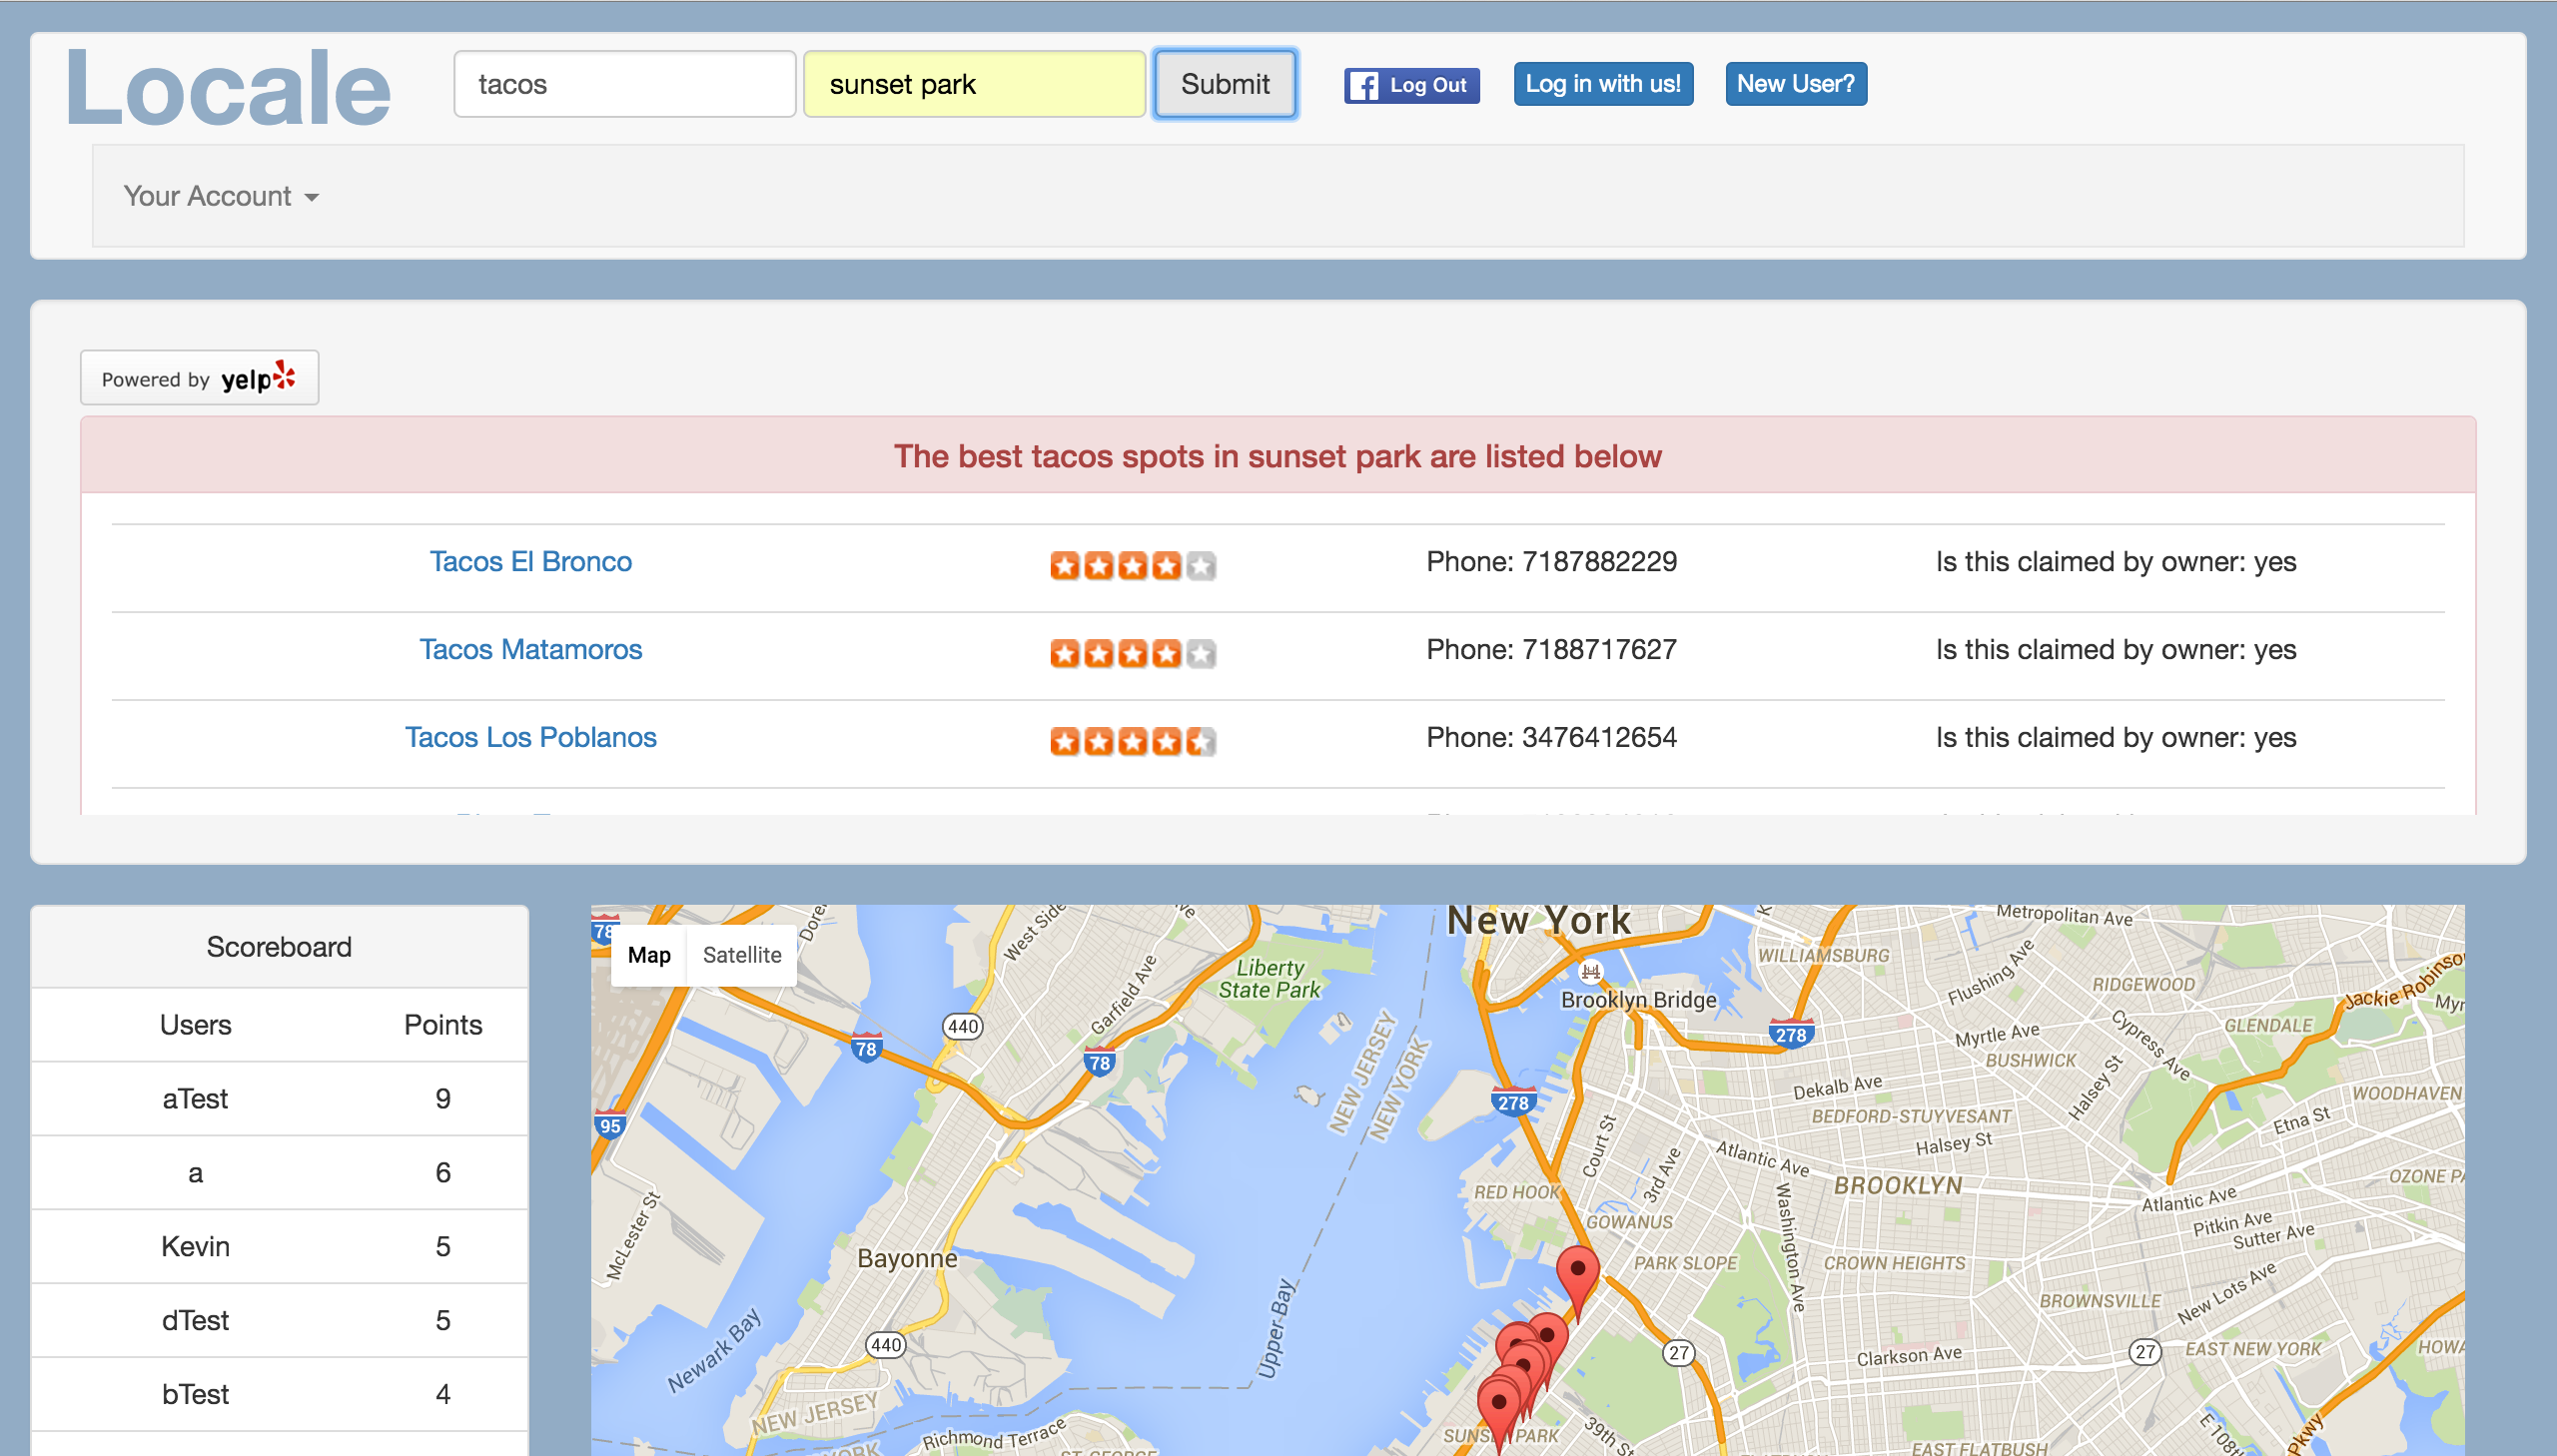 Locale
tacos
sunset park
Submit
Log Out
Log in with us!
New User?
Your Account
Powered by yelp
The best tacos spots in sunset park are listed below
Tacos El Bronco Phone: 7187882229 Is this claimed by owner: yes
Tacos Matamoros Phone: 7188717627 Is this claimed by owner: yes
Tacos Los Poblanos Phone: 3476412654 Is this claimed by owner: yes
Scoreboard
Users Points
aTest 9
a 6
Kevin 5
dTest 5
bTest 4
Map Satellite
New York
Metropolitan Ave
West Side
78
Liberty
State Park
WILLIAMSBURG
Flushing Ave
RIDGEWOOD
Jackie Robinso
Brooklyn Bridge
Garfield Ave
440
78
78
278
278
95
NEW JERSEY
NEW YORK
Myrtle Ave
Cypress Ave
GLENDALE
BUSHWICK
Halsey St
Dekalb Ave
WOODHAVEN
BEDFORD-STUYVESANT
Halsey St
Etna St
Court St
3rd Ave
Atlantic Ave
RED HOOK
BROOKLYN
Washington Ave
Atlantic Ave
GOWANUS
Pitkin Ave
Sutter Ave
McLester St
Bayonne
PARK SLOPE
CROWN HEIGHTS
New Lots Ave
BROWNSVILLE
Upper Bay
Newark Bay
440
27
Clarkson Ave
27
EAST NEW YORK
NEW JERSEY
Richmond Terrace
39th St
EAST FLATBUSH
Pkwy